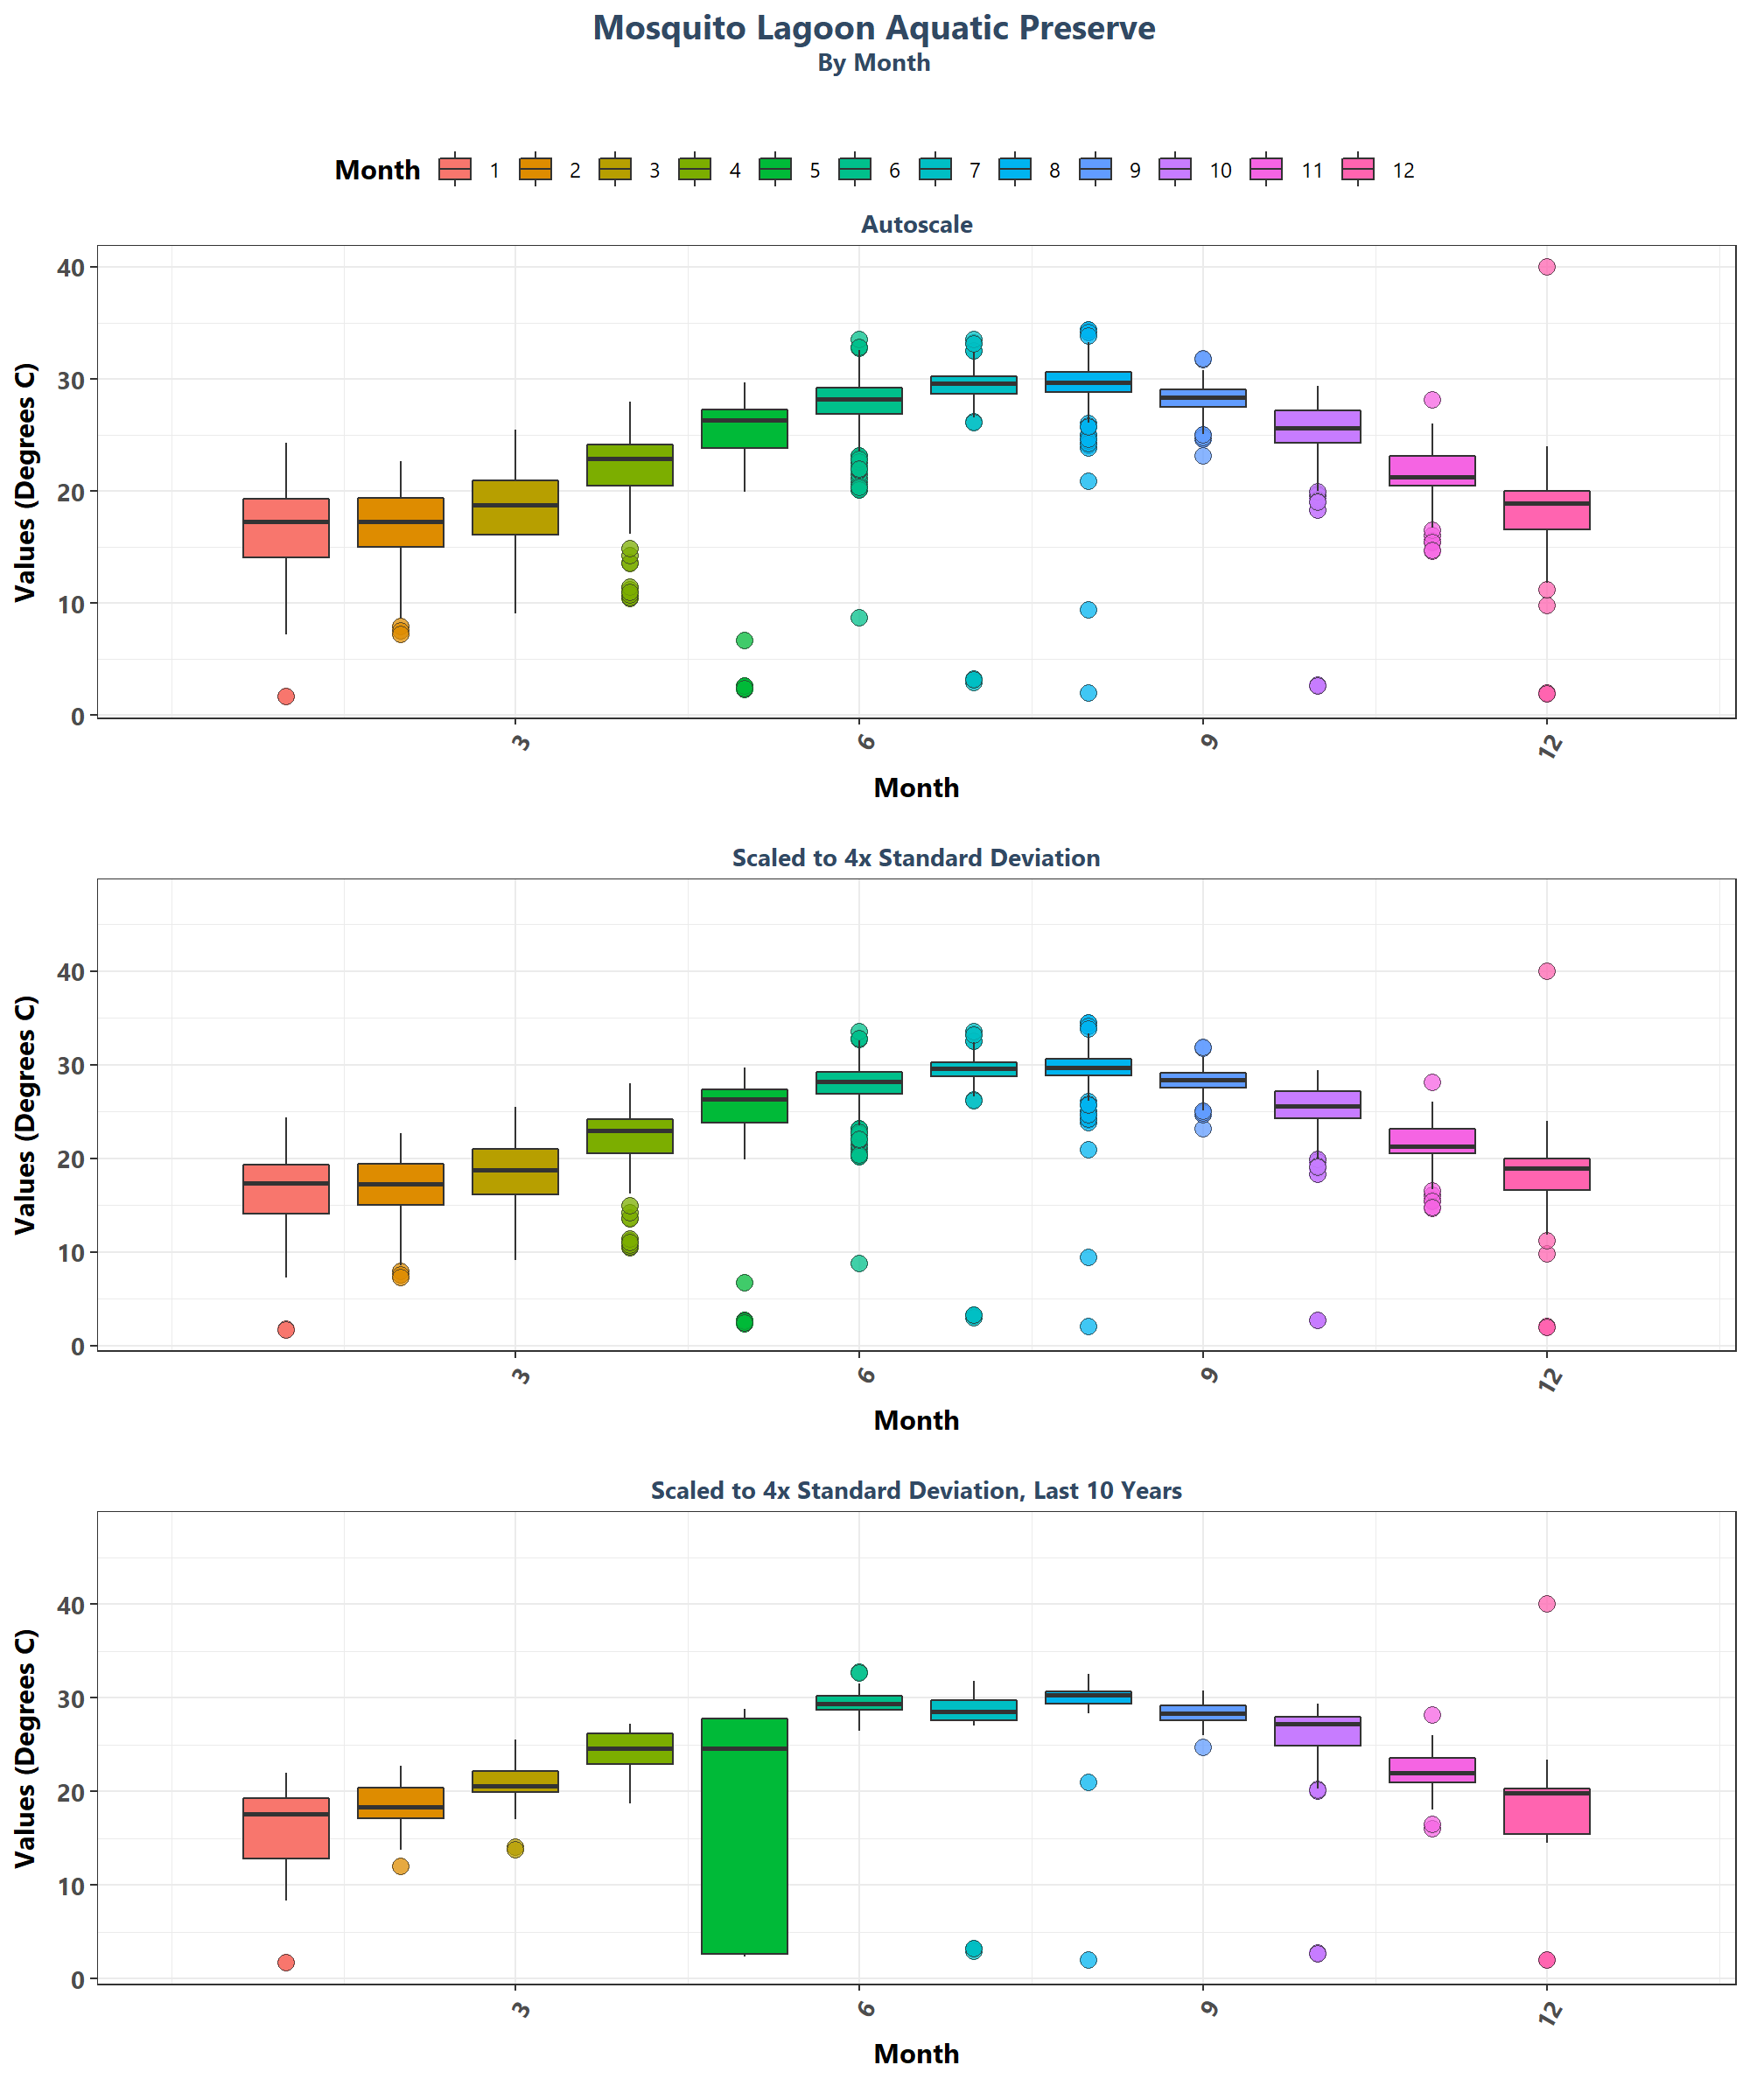 Mosquito Lagoon Aquatic Preserve
By Month
Month 1 2 3 4 5 6 7 8 9 10 11 12
Autoscale
Values (Degrees C)
40
30
20
10
0
3 6 9 12
Month
Scaled to 4x Standard Deviation
Values (Degrees C)
40
30
20
10
0
3 6 9 12
Month
Scaled to 4x Standard Deviation, Last 10 Years
Values (Degrees C)
40
30
20
10
0
3 6 9 12
Month